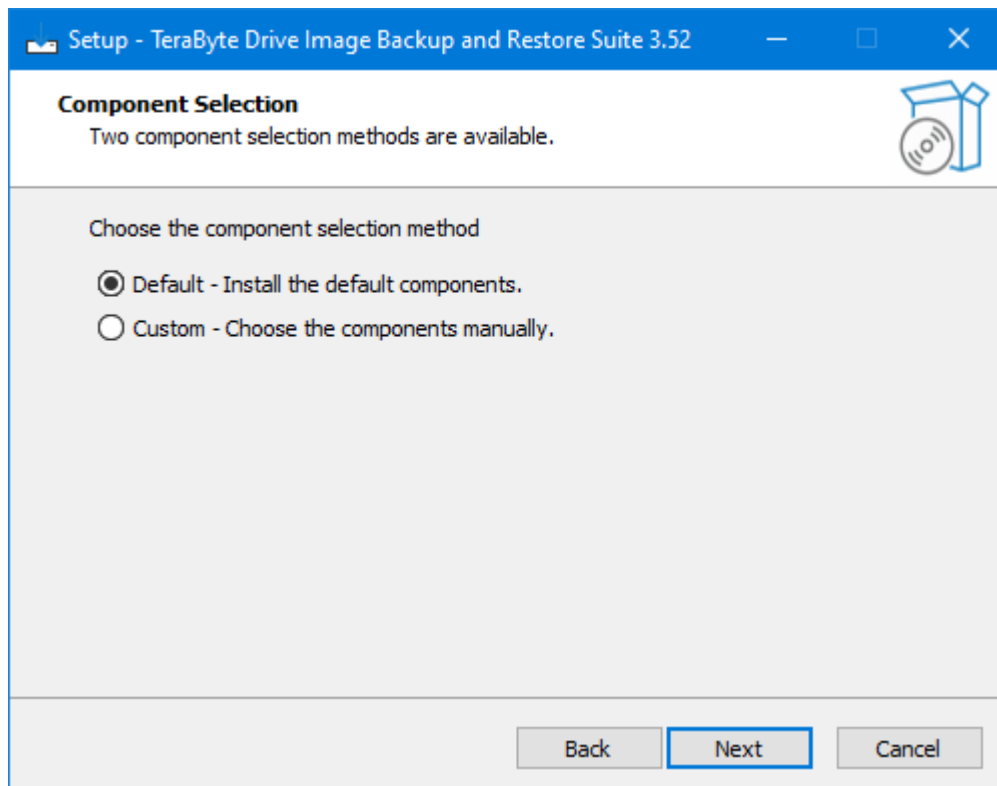 Setup - TeraByte Drive Image Backup and Restore Suite 3.52
Component Selection
Two component selection methods are available.
Choose the component selection method
Default - Install the default components.
Custom - Choose the components manually.
Back Next Cancel